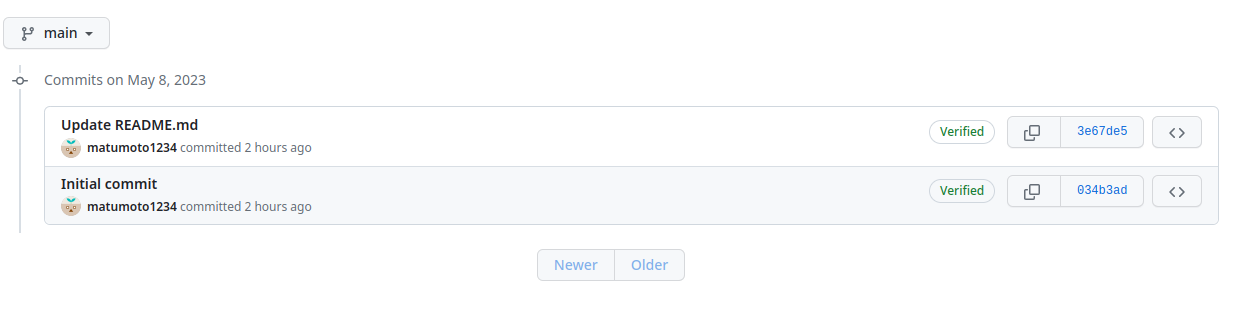 main
Commits on May 8, 2023
Update README.md
matumoto1234 committed 2 hours ago
Verified
3e67de5
Initial commit
matumoto1234 committed 2 hours ago
Verified
034b3ad
Newer Older